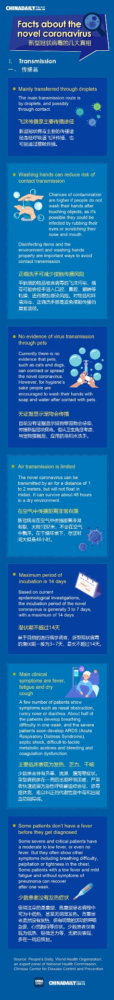 CHINADAILY 中国日报网
.COM.CN
Facts about the
novel coronavirus
新型冠状病毒的几大真相
I. Transmission
一、 传播篇
Mainly transferred through droplets
The main transmission route is
by droplets, and possibly
through contact.
飞沫传播是主要传播途径
新型冠状病毒主要的传播途
径是经呼吸道飞沫传播，也
可能通过接触传播。
Washing hands can reduce risk of
contact transmission
Chances of contamination
are higher if people do not
wash their hands after
touching objects, as it's
possible they could be
infected by rubbing their
eyes or scratching their
nose and mouth.
Disinfecting items and the
environment and washing hands
properly are important ways to avoid
contact transmission.
正确洗手可减少接触传播风险
手触摸的物品被含病毒的飞沫污染，病
毒可能会经手进入口腔、鼻腔、眼睛等
粘膜，进而增加感染风险。对物品和环
境消毒、正确洗手都是避免接触传播的
重要途径。
No evidence of virus transmission
through pets
Currently there is no
evidence that pets,
such as cats and dogs,
can contract or spread
the novel coronavirus.
However, for hygiene's
sake people are
encouraged to wash their hands with
soap and water after contact with pets.
无证据显示宠物会传播
目前没有证据显示猫狗等宠物会感染、
传播新型冠状病毒。但从卫生角度考虑，
与宠物接触后，应用肥皂和水洗手。
Air transmission is limited
The novel coronavirus can be
transmitted by air for a distance of 1
to 2 meters, but will not float in
midair. It can survive about 48 hours
in a dry environment.
在空气中传播距离非常有限
新冠病毒在空气中传播距离非常
有限，大概1到2米，不会在空气
中飘浮。在干燥环境下，存活时
间大概是48小时。
Maximum period of
incubation is 14 days
Based on current
epidemiological investigations,
the incubation period of the novel
coronavirus is generally 3 to 7 days,
with a maximum of 14 days.
潜伏期不超过14天
基于目前的流行病学调查，新型冠状病毒
的潜伏期一般为3~7天，最长不超过14天。
Main clinical
symptoms are fever,
fatigue and dry
cough
A few number of patients show
symptoms such as nasal obstruction,
runny nose or diarrhea. About half of
the patients develop breathing
difficulty in one week, and the severe
patients soon develop ARDS (Acute
Respiratory Distress Syndrome),
septic shock, difficult-to-tackle
metabolic acidosis and bleeding and
coagulation dysfunction.
主要临床表现为发热、乏力、干咳
少数患者伴有鼻塞、流涕、腹泻等症状。
重型病例多在一周后出现呼吸困难，严重
者快速进展为急性呼吸窘迫综合征、脓毒
症休克、难以纠正的代谢性酸中毒和出凝
血功能障碍。
Some patients don't have a fever
before they get diagnosed
Some severe and critical patients have
a moderate to low fever, or even no
fever. But they often show other
symptoms including breathing difficulty,
palpitation or tightness in the chest.
Some patients with a low fever and mild
fatigue and without symptoms of
pneumonia can recover
after one week.
少数患者没有发热症状
值得注意的是重型、危重型患者病程中
可为中低热，甚至无明显发热。危重患
者虽然没有发热，但有明显的活动后呼吸
急促，心慌胸闷等症状。少数患者仅表
现为低热、轻微乏力等，无肺炎表现，
多在一周后恢复。
Source: People's Daily, World Health Organization,
an expert panel of National Health Commission,
Chinese Center for Disease Control and Prevention
CHINA
DAILY
CHINADAILY 中国日报网
.COM.CN